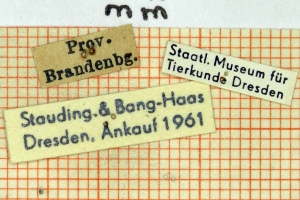 mm
Prov.
Brandenbg.
Staatl. Museum für
Tierkunde Dresden
Stauding. & Bang-Haas
Dresden, Ankauf 1961